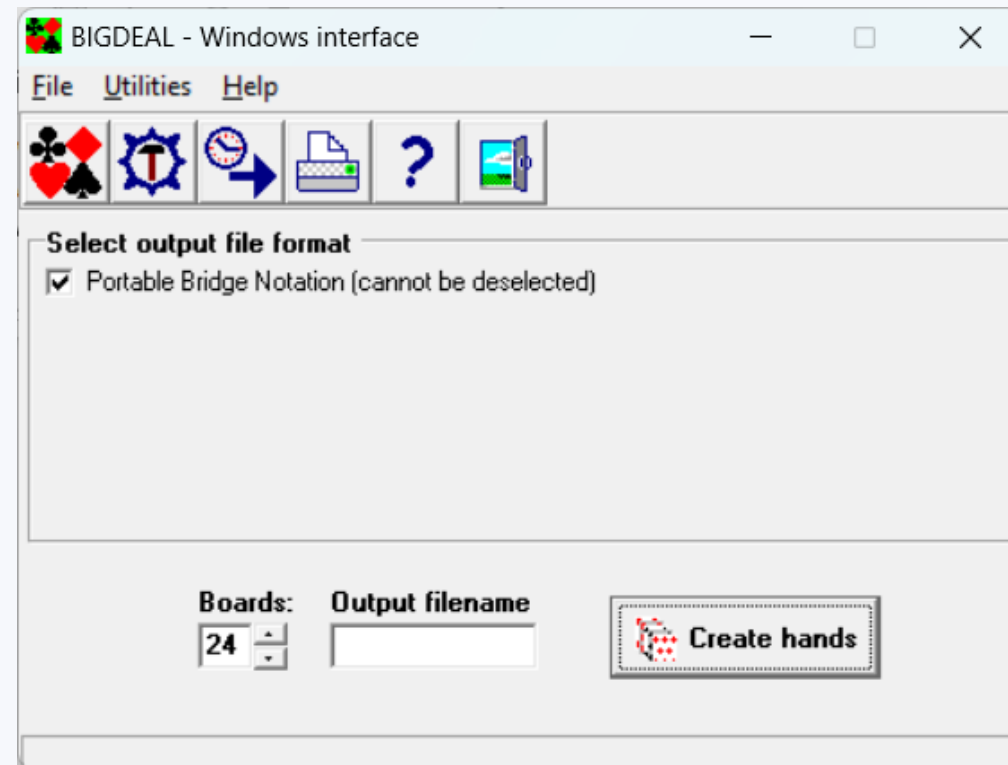 BIGDEAL - Windows interface
File Utilities Help
?
Select output file format
Portable Bridge Notation (cannot be deselected)
Boards: Output filename
24
Create hands